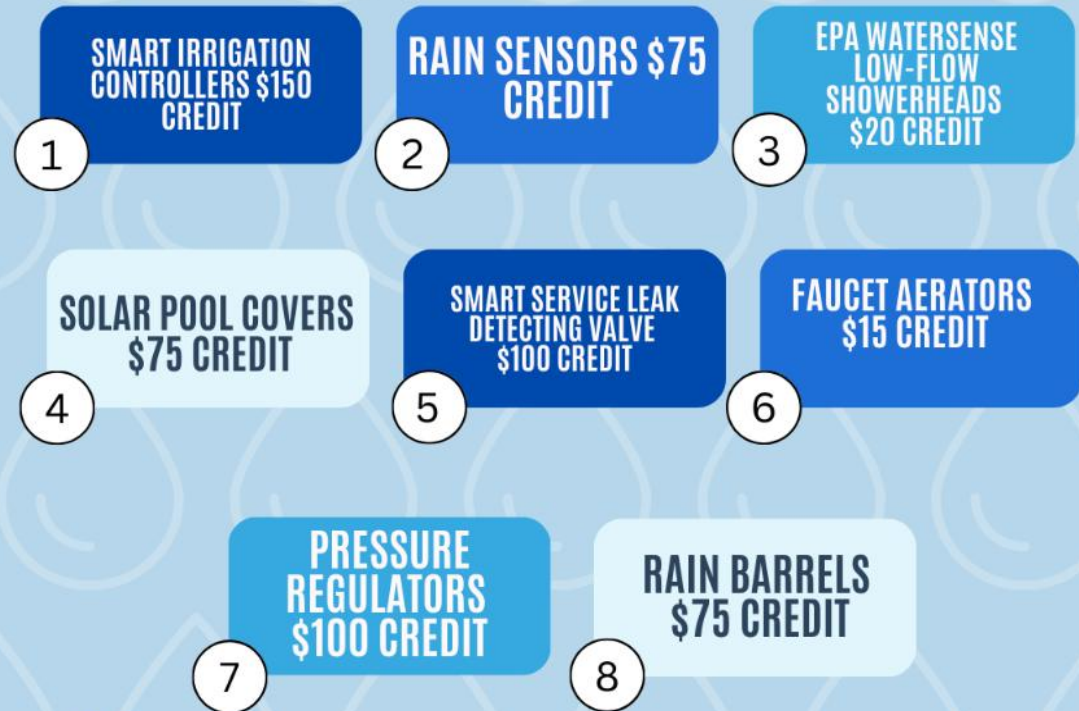 SMART IRRIGATION
CONTROLLERS $150
CREDIT
1
RAIN SENSORS $75
CREDIT
2
EPA WATERSENSE
LOW-FLOW
SHOWERHEADS
$20 CREDIT
3
SOLAR POOL COVERS
$75 CREDIT
4
SMART SERVICE LEAK
DETECTING VALVE
$100 CREDIT
5
FAUCET AERATORS
$15 CREDIT
6
PRESSURE
REGULATORS
$100 CREDIT
7
RAIN BARRELS
$75 CREDIT
8